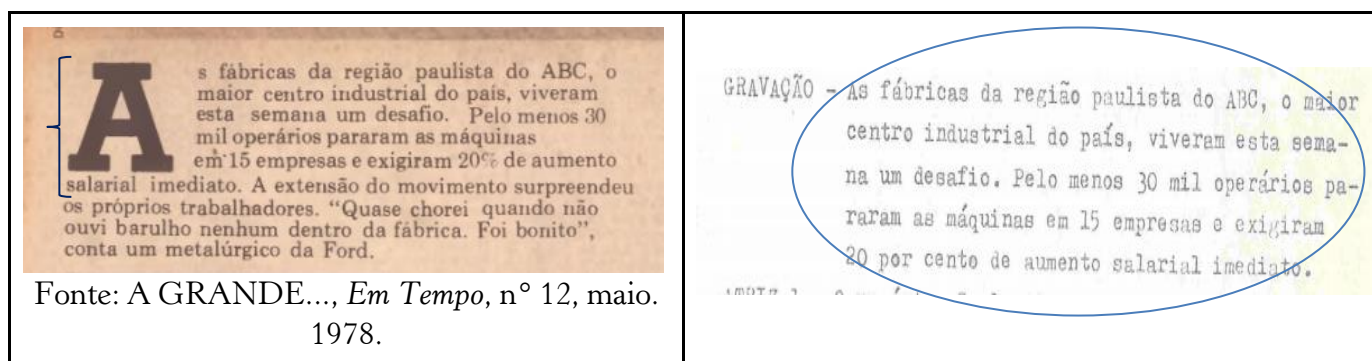 As fábricas da região paulista do ABC, o
maior centro industrial do país, viveram
esta semana um desafio. Pelo menos 30
mil operários pararam as máquinas
em 15 empresas e exigiram 20% de aumento
salarial imediato. A extensão do movimento surpreendeu
os próprios trabalhadores. “Quase chorei quando não
ouvi barulho nenhum dentro da fábrica. Foi bonito”,
conta um metalúrgico da Ford.
Fonte: A GRANDE..., Em Tempo, n° 12, maio.
1978.
GRAVAÇÃO - As fábricas da região paulista do ABC, o maior
centro industrial do país, viveram esta sema-
na um desafio. Pelo menos 30 mil operários pa-
raram as máquinas em 15 empresas e exigiram
20 por cento de aumento salarial imediato.